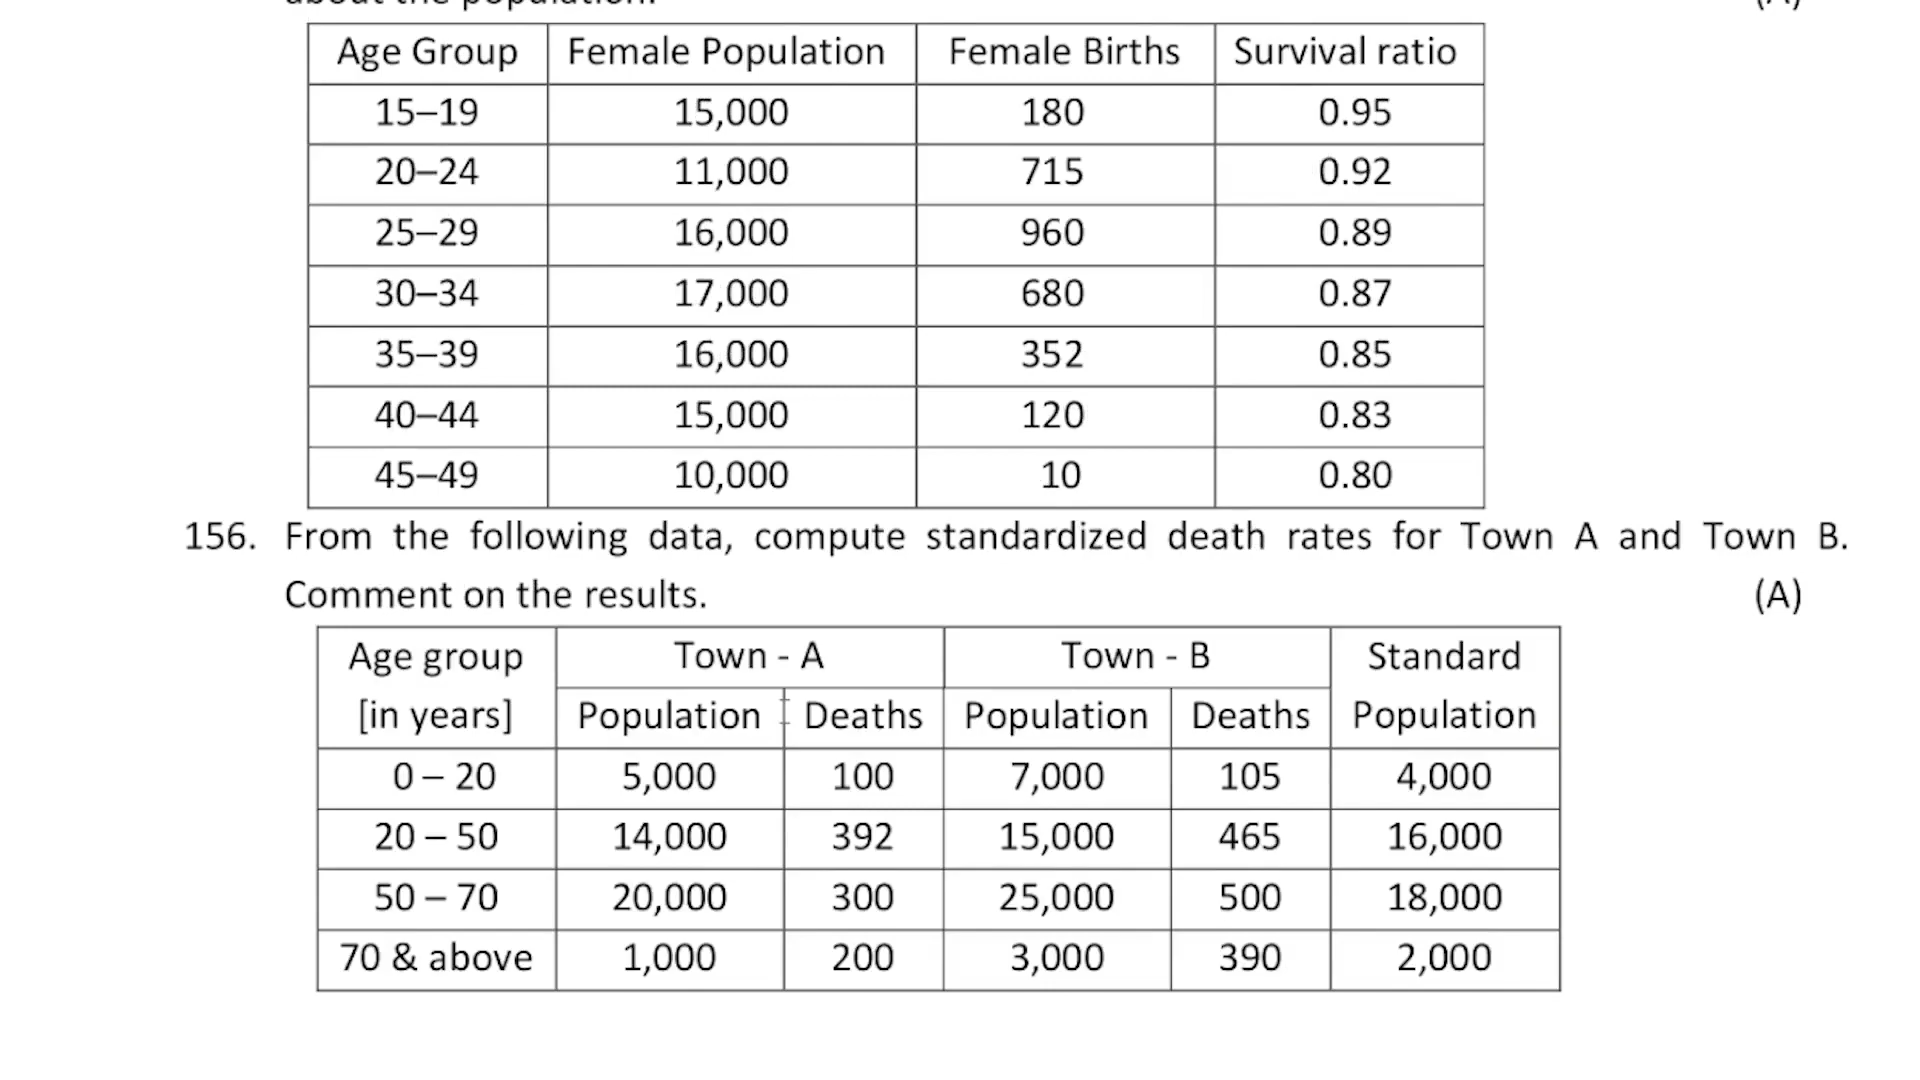 about the population. (A)
Age Group Female Population Female Births Survival ratio
15–19 15,000 180 0.95
20–24 11,000 715 0.92
25–29 16,000 960 0.89
30–34 17,000 680 0.87
35–39 16,000 352 0.85
40–44 15,000 120 0.83
45–49 10,000 10 0.80
156. From the following data, compute standardized death rates for Town A and Town B.
Comment on the results. (A)
Age group Town - A Town - B Standard
[in years] Population Deaths Population Deaths Population
0 – 20 5,000 100 7,000 105 4,000
20 – 50 14,000 392 15,000 465 16,000
50 – 70 20,000 300 25,000 500 18,000
70 & above 1,000 200 3,000 390 2,000